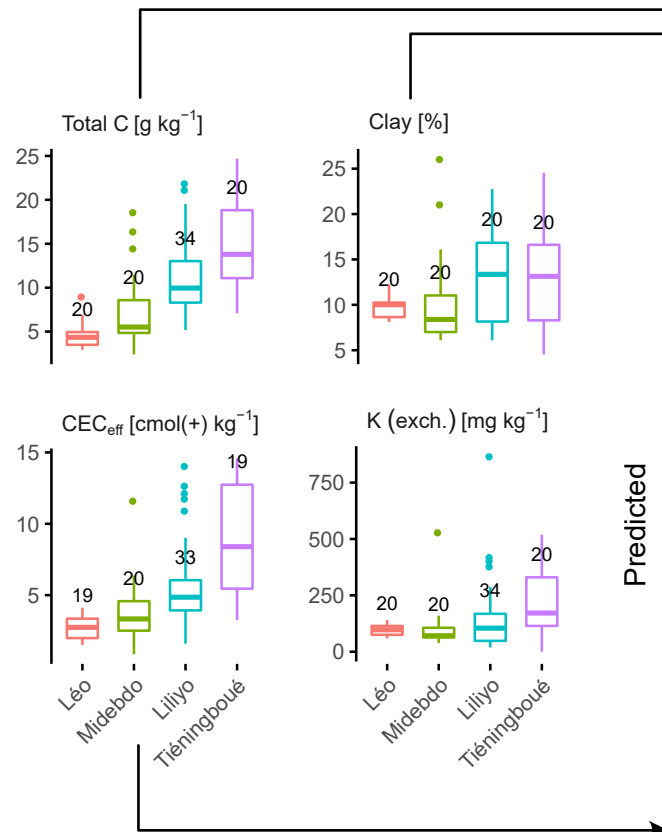 Total C [g kg⁻¹]
25
20
15
10
5
20
20
34
20
Clay [%]
25
20
15
10
5
20
20
20
20
CEC_eff [cmol(+) kg⁻¹]
15
10
5
19
20
33
19
Léo
Midebdo
Liliyo
Tiéningboué
K (exch.) [mg kg⁻¹]
750
500
250
0
20
20
34
20
Léo
Midebdo
Liliyo
Tiéningboué
Predicted